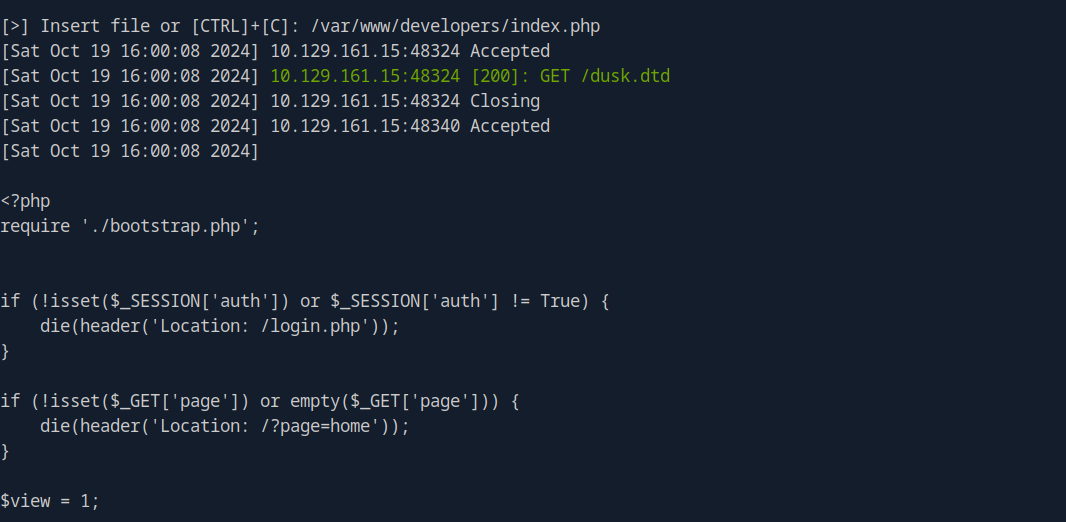 [>] Insert file or [CTRL]+[C]: /var/www/developers/index.php
[Sat Oct 19 16:00:08 2024] 10.129.161.15:48324 Accepted
[Sat Oct 19 16:00:08 2024] 10.129.161.15:48324 [200]: GET /dusk.dtd
[Sat Oct 19 16:00:08 2024] 10.129.161.15:48324 Closing
[Sat Oct 19 16:00:08 2024] 10.129.161.15:48340 Accepted
[Sat Oct 19 16:00:08 2024]
<?php
require './bootstrap.php';
if (!isset($_SESSION['auth']) or $_SESSION['auth'] != True) {
    die(header('Location: /login.php'));
}
if (!isset($_GET['page']) or empty($_GET['page'])) {
    die(header('Location: /?page=home'));
}
$view = 1;